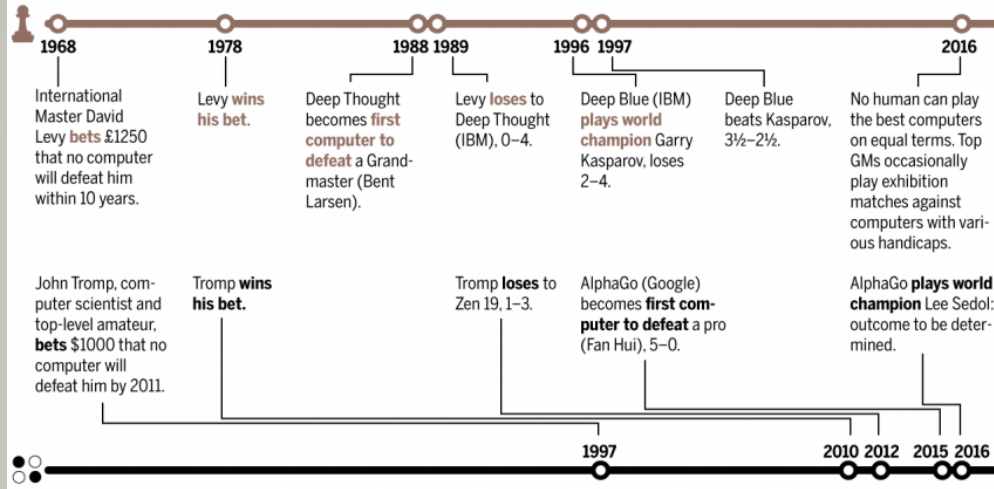 1968 1978 1988 1989 1996 1997 2016
International
Master David
Levy bets £1250
that no computer
will defeat him
within 10 years.
Levy wins
his bet.
Deep Thought
becomes first
computer to
defeat a Grand-
master (Bent
Larsen).
Levy loses to
Deep Thought
(IBM), 0–4.
Deep Blue (IBM)
plays world
champion Garry
Kasparov, loses
2–4.
Deep Blue
beats Kasparov,
3½–2½.
No human can play
the best computers
on equal terms. Top
GMs occasionally
play exhibition
matches against
computers with vari-
ous handicaps.
John Tromp, com-
puter scientist and
top-level amateur,
bets $1000 that no
computer will
defeat him by 2011.
Tromp wins
his bet.
Tromp loses to
Zen 19, 1–3.
AlphaGo (Google)
becomes first com-
puter to defeat a pro
(Fan Hui), 5–0.
AlphaGo plays world
champion Lee Sedol:
outcome to be deter-
mined.
1997 2010 2012 2015 2016